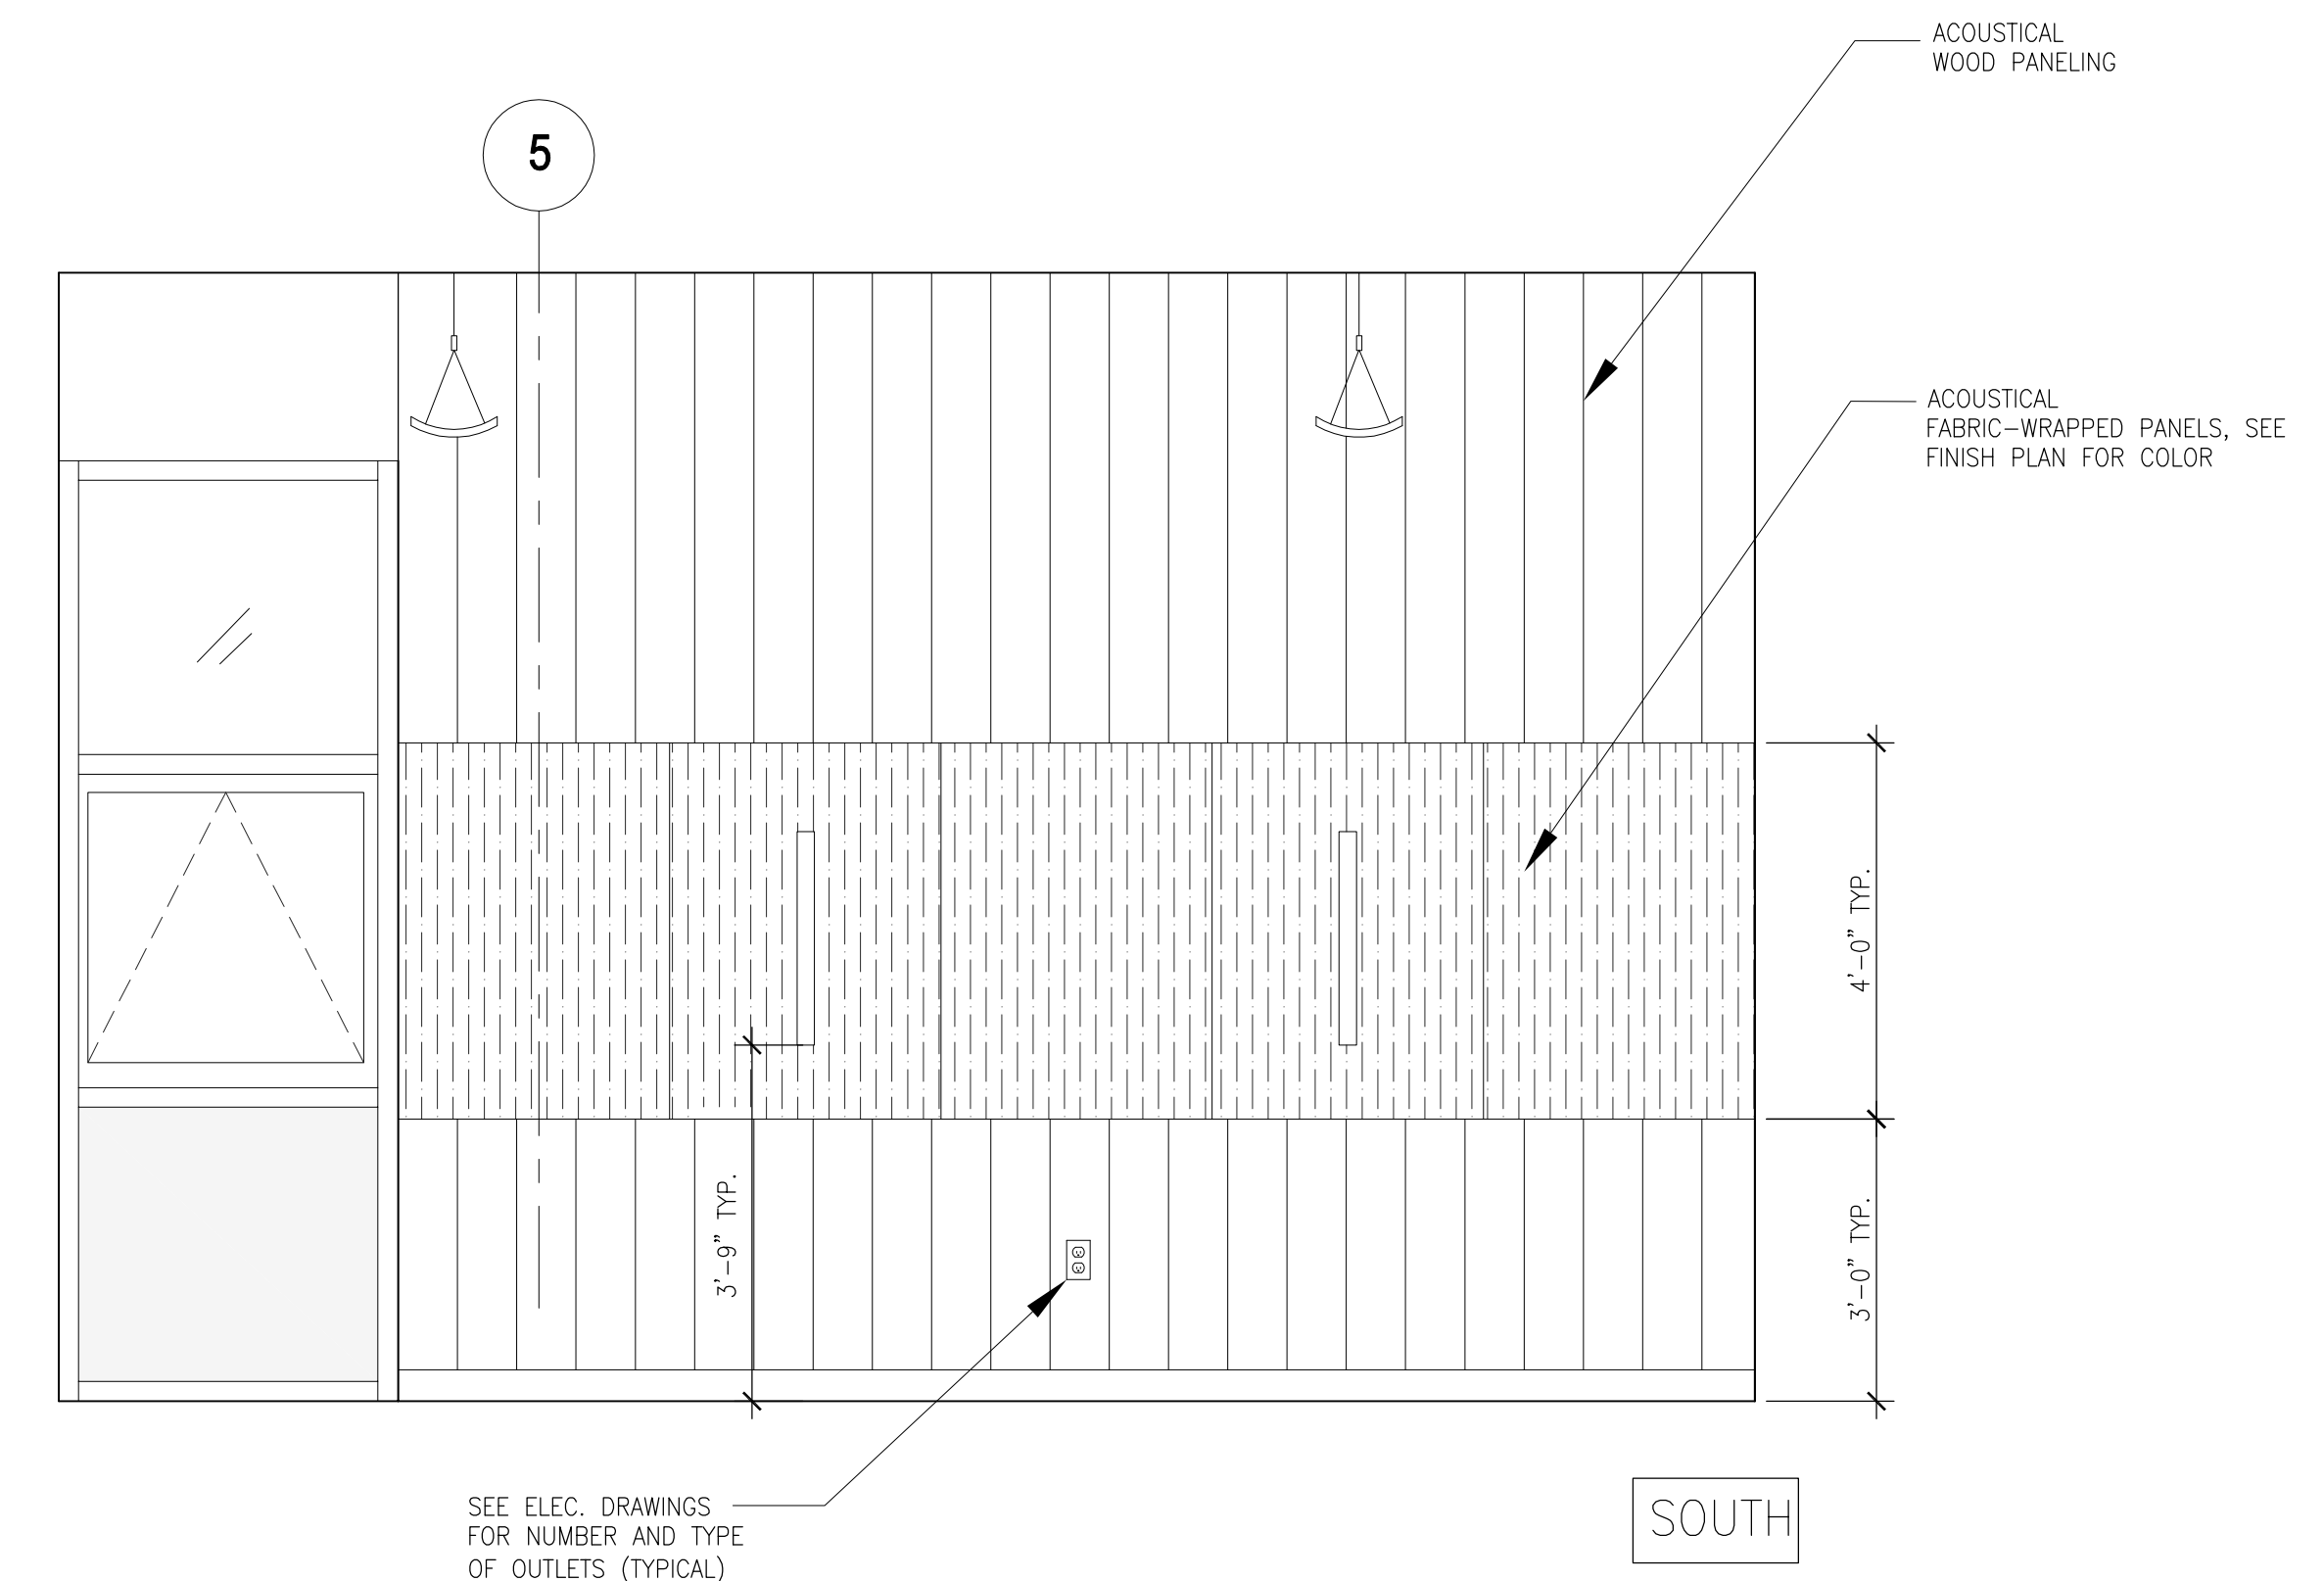 ACOUSTICAL
WOOD PANELING
5
ACOUSTICAL
FABRIC-WRAPPED PANELS, SEE
FINISH PLAN FOR COLOR
4'-0" TYP.
3'-9" TYP.
3'-0" TYP.
SEE ELEC. DRAWINGS
FOR NUMBER AND TYPE
OF OUTLETS (TYPICAL)
SOUTH